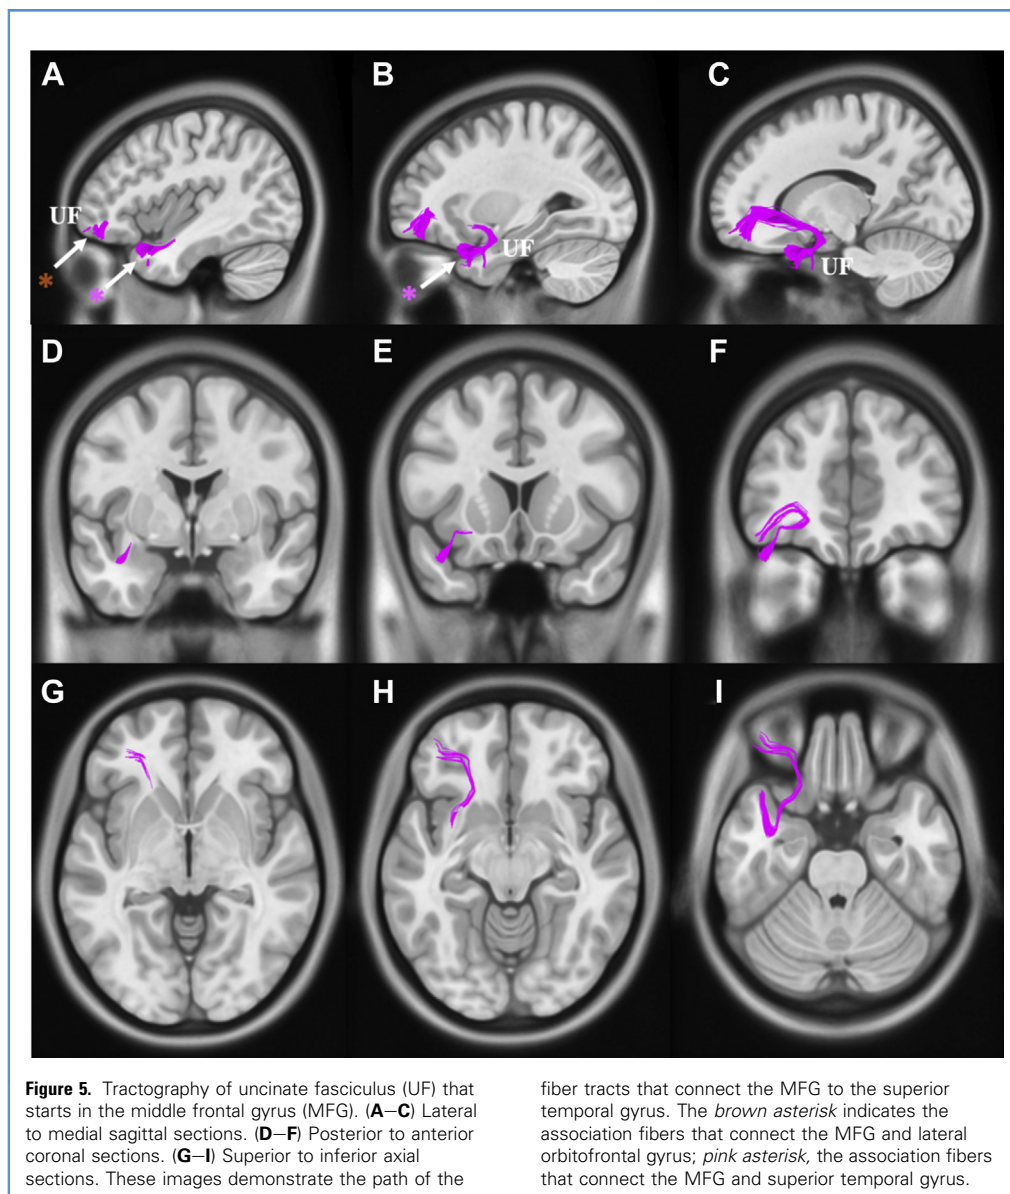 A
B
C
UF
*
*
UF
*
UF
D
E
F
G
H
I
Figure 5. Tractography of uncinate fasciculus (UF) that
starts in the middle frontal gyrus (MFG). (A–C) Lateral
to medial sagittal sections. (D–F) Posterior to anterior
coronal sections. (G–I) Superior to inferior axial
sections. These images demonstrate the path of the
fiber tracts that connect the MFG to the superior
temporal gyrus. The brown asterisk indicates the
association fibers that connect the MFG and lateral
orbitofrontal gyrus; pink asterisk, the association fibers
that connect the MFG and superior temporal gyrus.